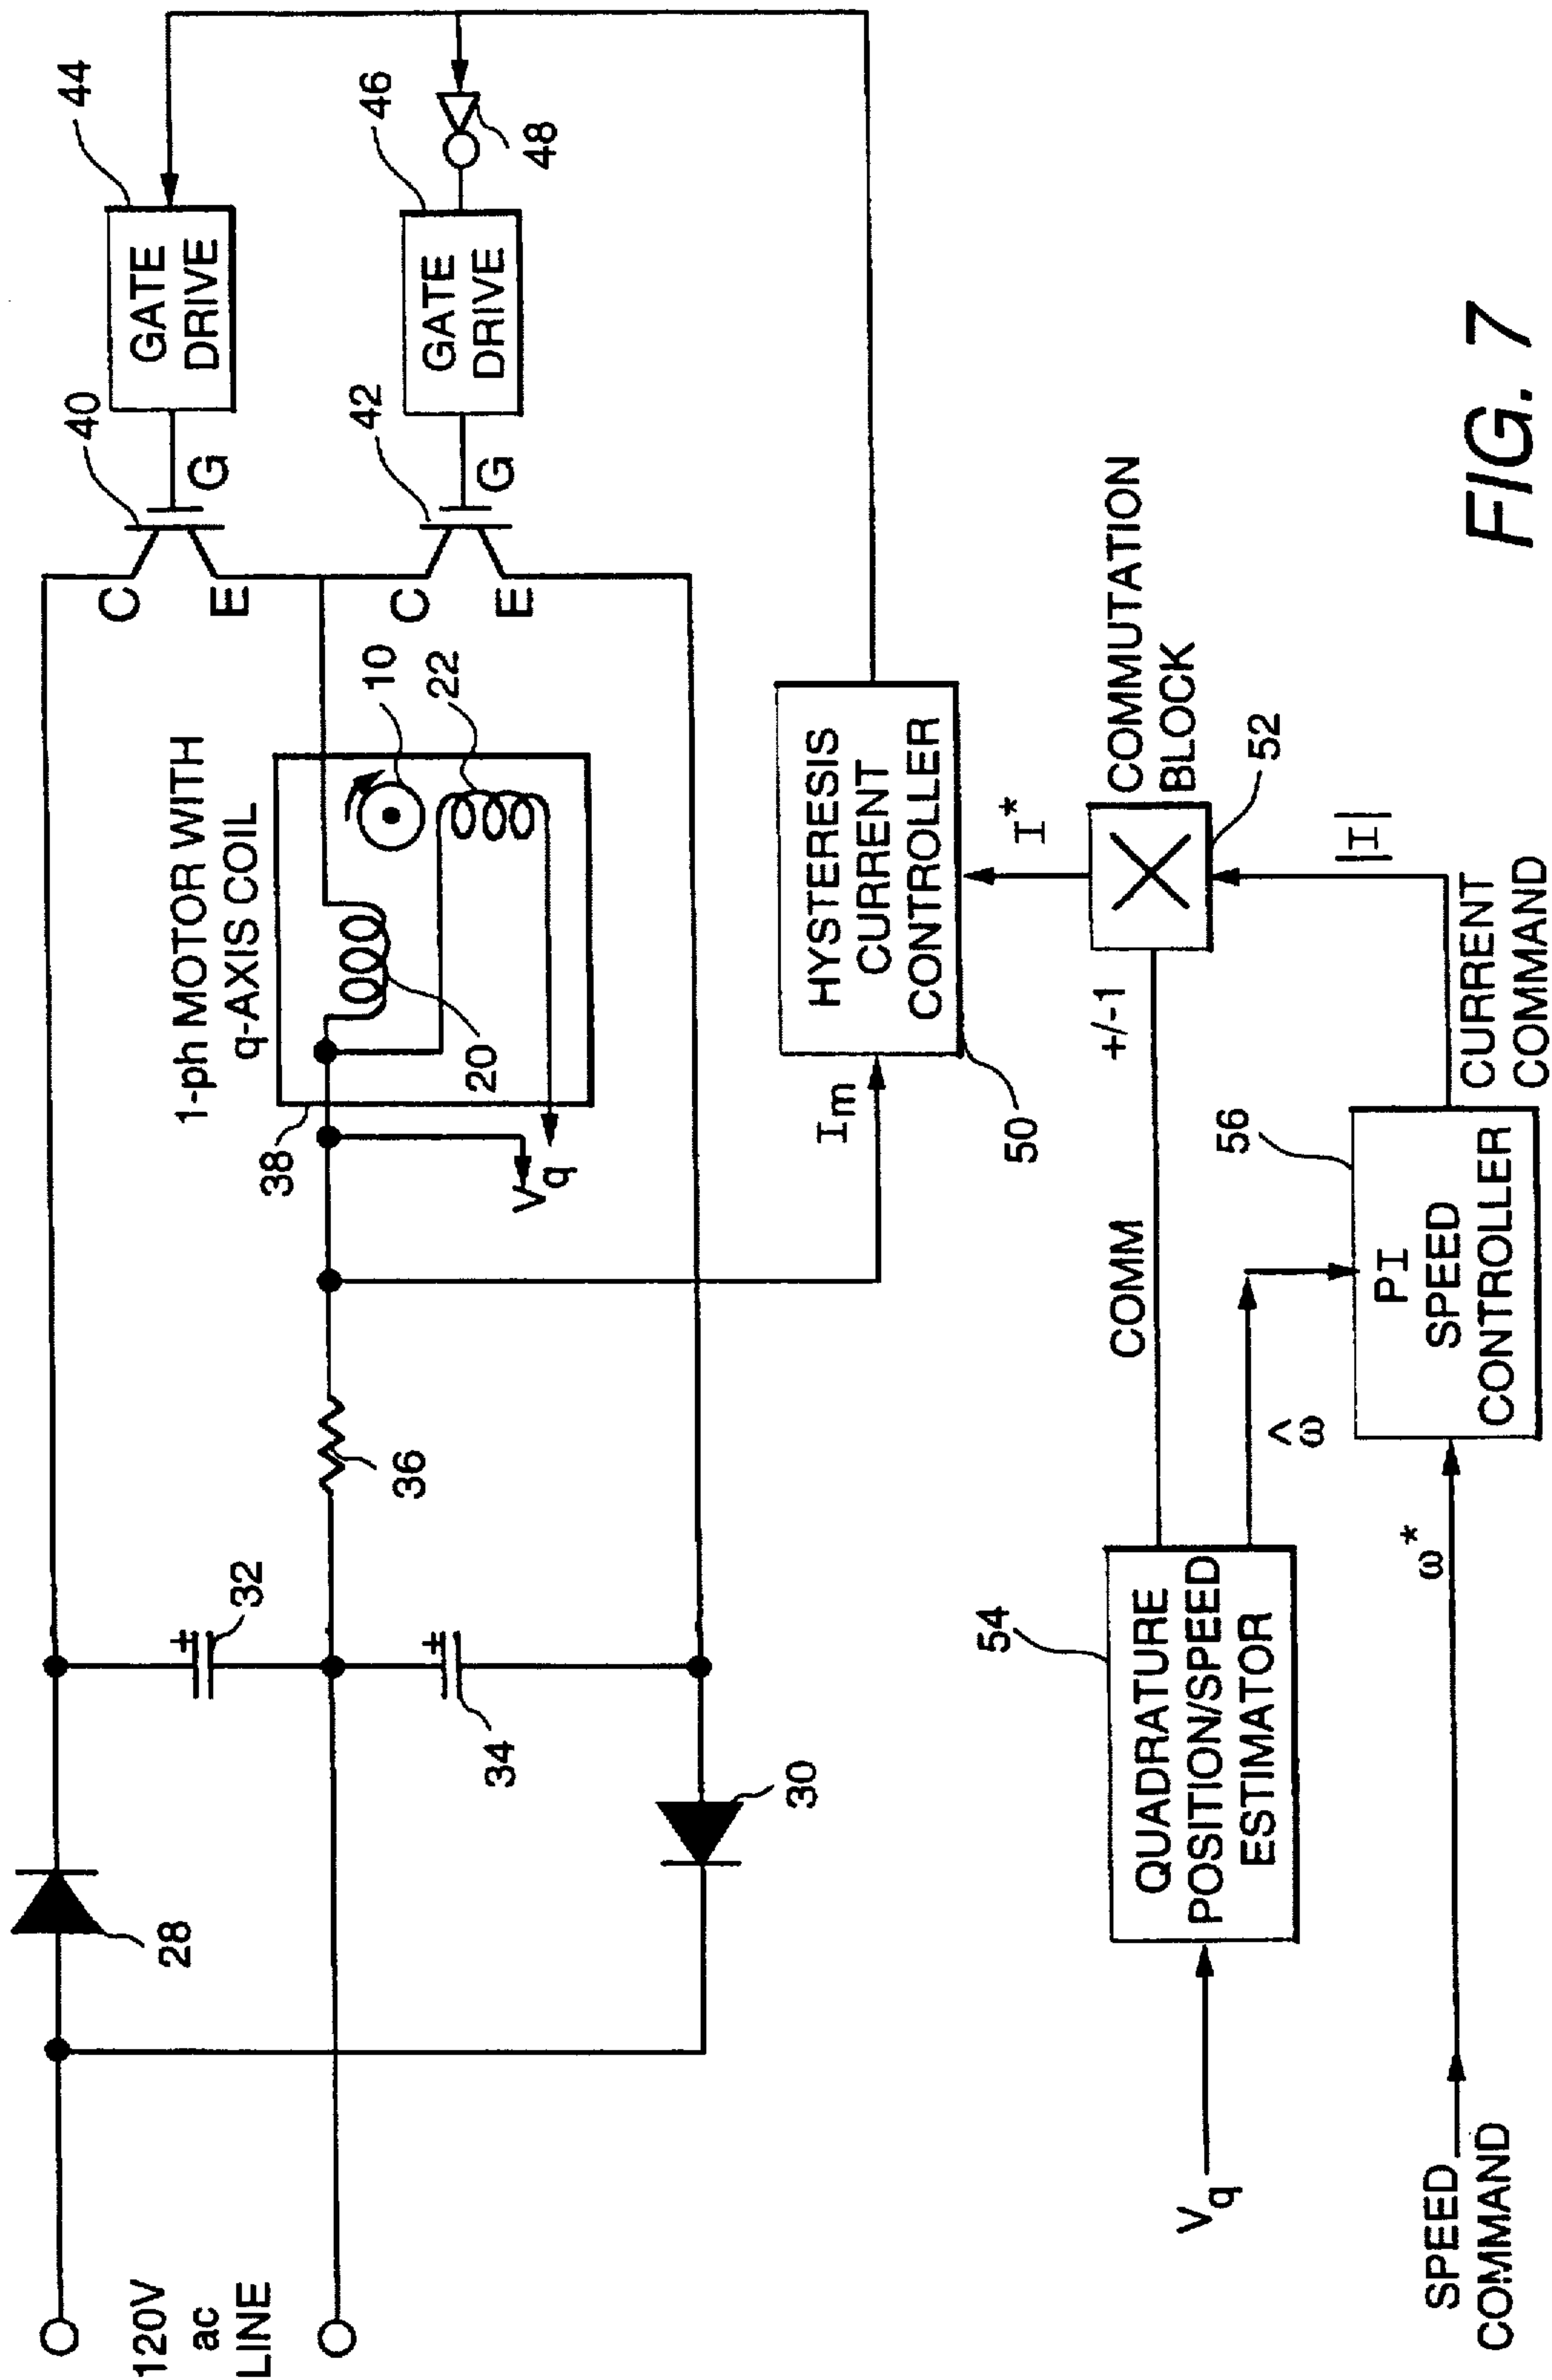 120V
ac
LINE
28
30
32
34
36
38
1-ph MOTOR WITH
q-AXIS COIL
20
10
22
Vq
C
E
G
40
C
E
G
42
GATE
DRIVE
44
GATE
DRIVE
46
48
Im
HYSTERESIS
CURRENT
CONTROLLER
50
I*
COMMUTATION
BLOCK
52
+/-1
COMM
|I|
CURRENT
COMMAND
Vq
QUADRATURE
POSITION/SPEED
ESTIMATOR
54
ω^
PI
SPEED
CONTROLLER
56
ω*
SPEED
COMMAND
FIG. 7